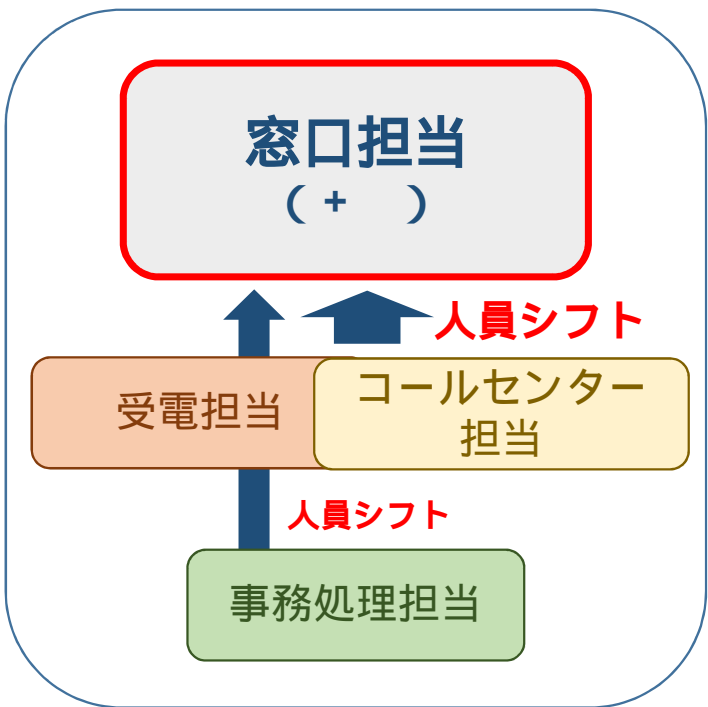 窓口担当
( + )
人員シフト
受電担当
コールセンター
担当
人員シフト
事務処理担当